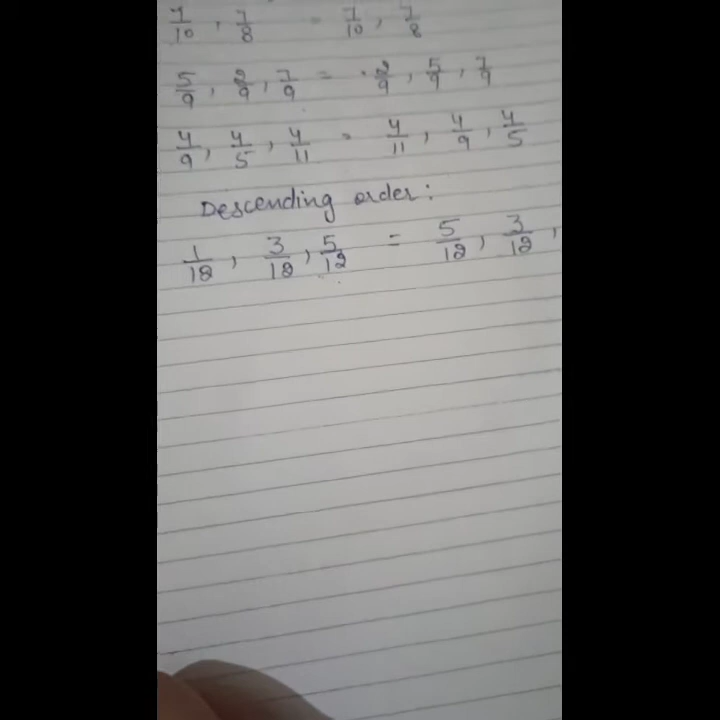 7/10, 7/8 = 7/10, 7/8
5/9, 2/9, 7/9 = 2/9, 5/9, 7/9
4/9, 4/5, 4/11 = 4/11, 4/9, 4/5
Descending order:
1/12, 3/12, 5/12 = 5/12, 3/12,